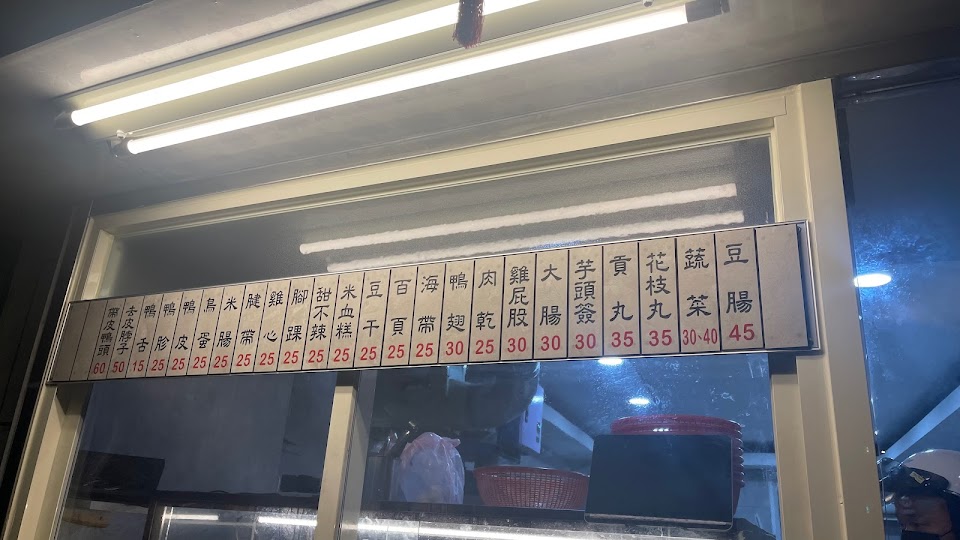 帶皮鴨頭 60
去皮脖子 50
鴨舌 15
鴨胗 25
鴨皮 25
鳥蛋 25
米腸 25
腱帶 25
雞心 25
腳踝 25
甜不辣 25
米血糕 25
豆干 25
百頁 25
海帶 25
鴨翅 30
肉乾 25
雞屁股 30
大腸 30
芋頭簽 30
貢丸 35
花枝丸 35
蔬菜 30、40
豆腸 45